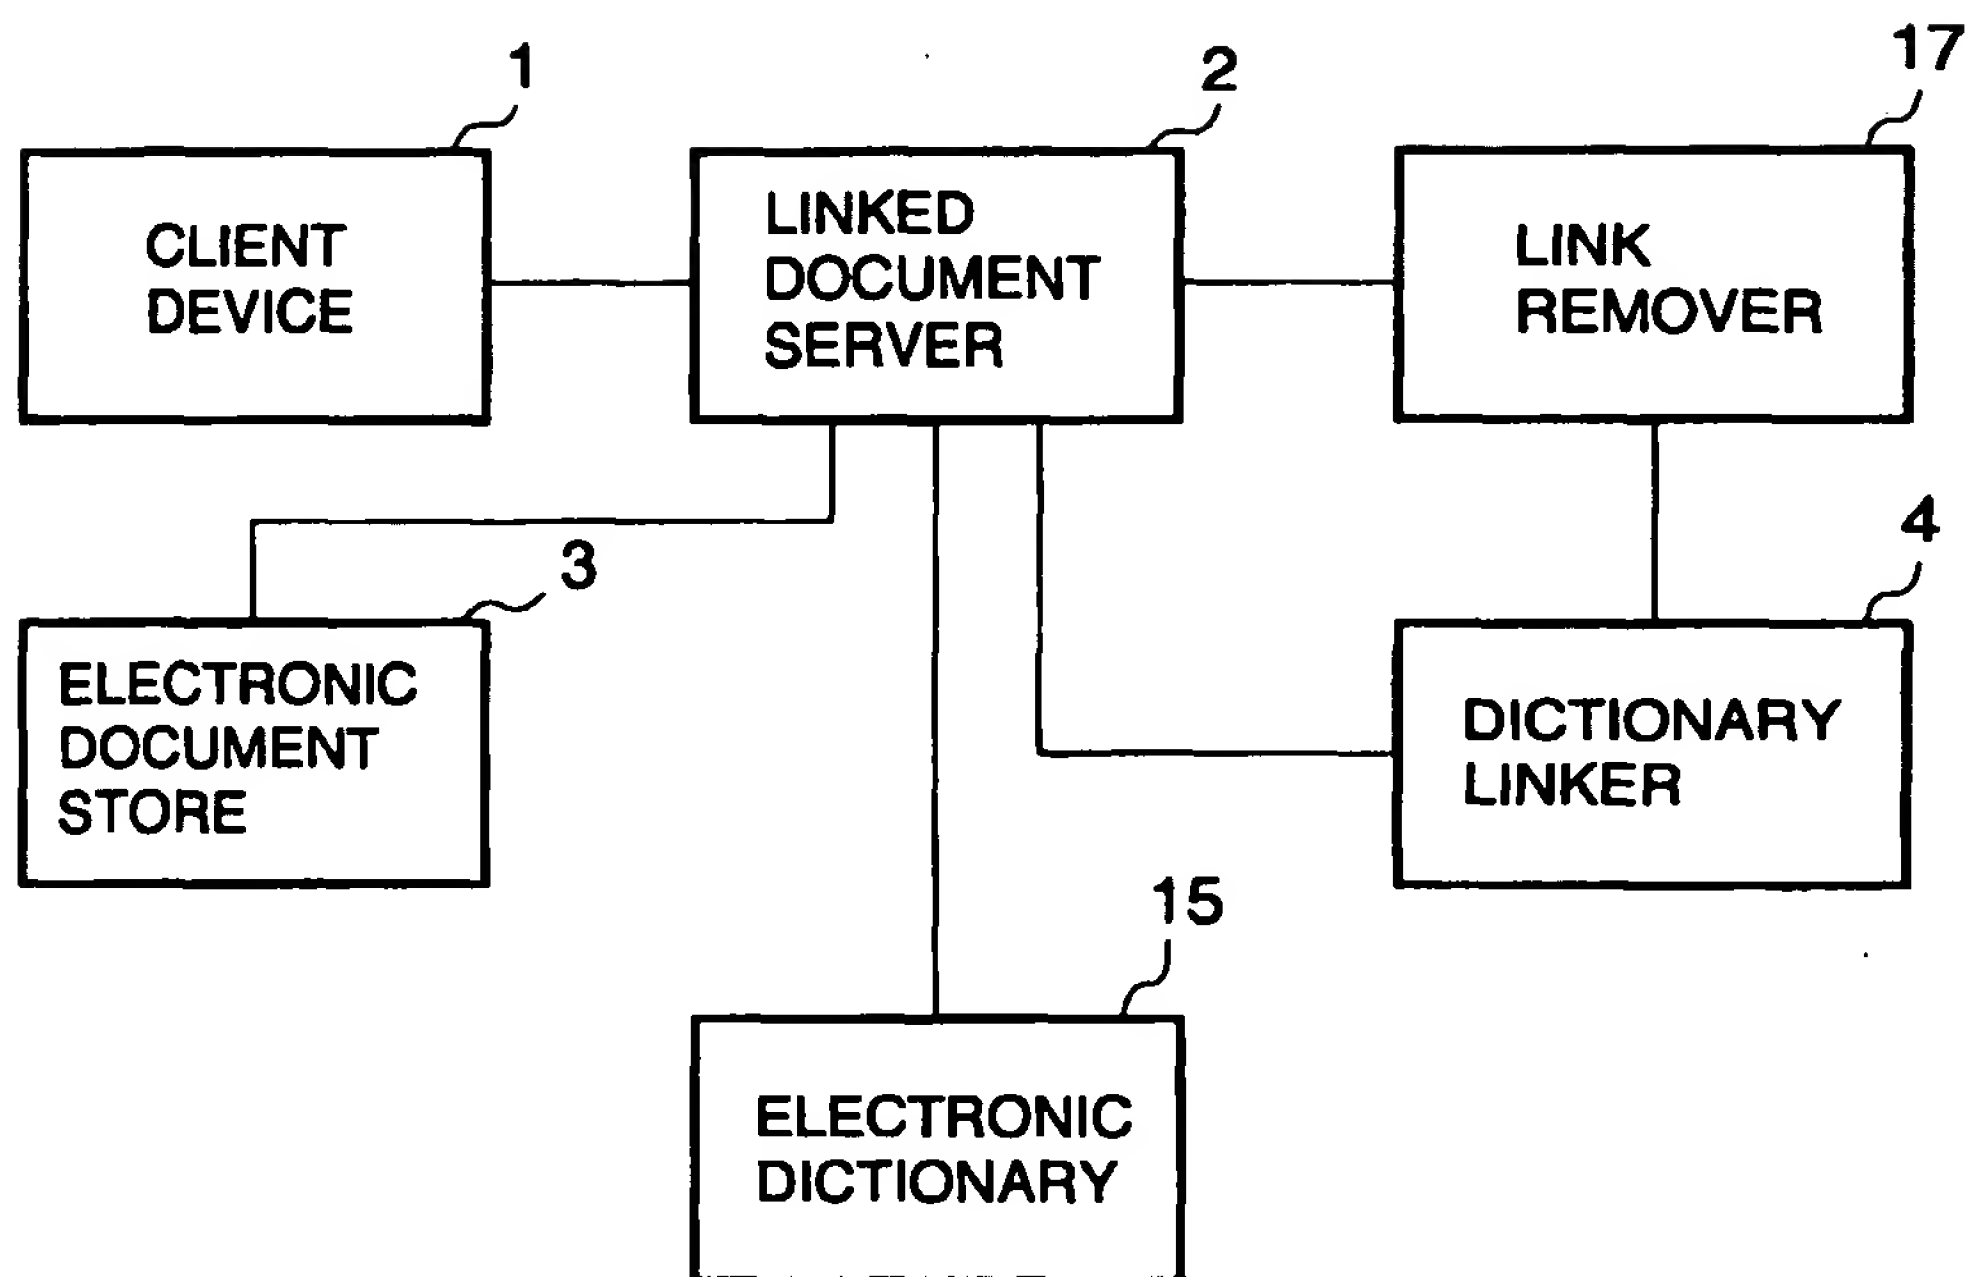 1
2
17
CLIENT
DEVICE
LINKED
DOCUMENT
SERVER
LINK
REMOVER
3
4
ELECTRONIC
DOCUMENT
STORE
DICTIONARY
LINKER
15
ELECTRONIC
DICTIONARY